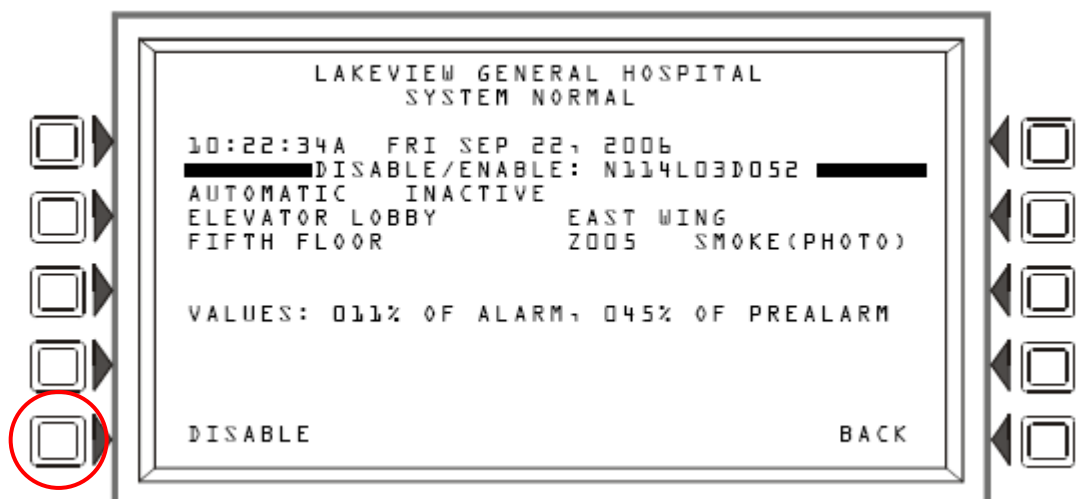 LAKEVIEW GENERAL HOSPITAL
SYSTEM NORMAL
10:22:34A FRI SEP 22, 2006
DISABLE/ENABLE: N114L03D052
AUTOMATIC INACTIVE
ELEVATOR LOBBY EAST WING
FIFTH FLOOR Z005 SMOKE(PHOTO)
VALUES: 011% OF ALARM, 045% OF PREALARM
DISABLE BACK